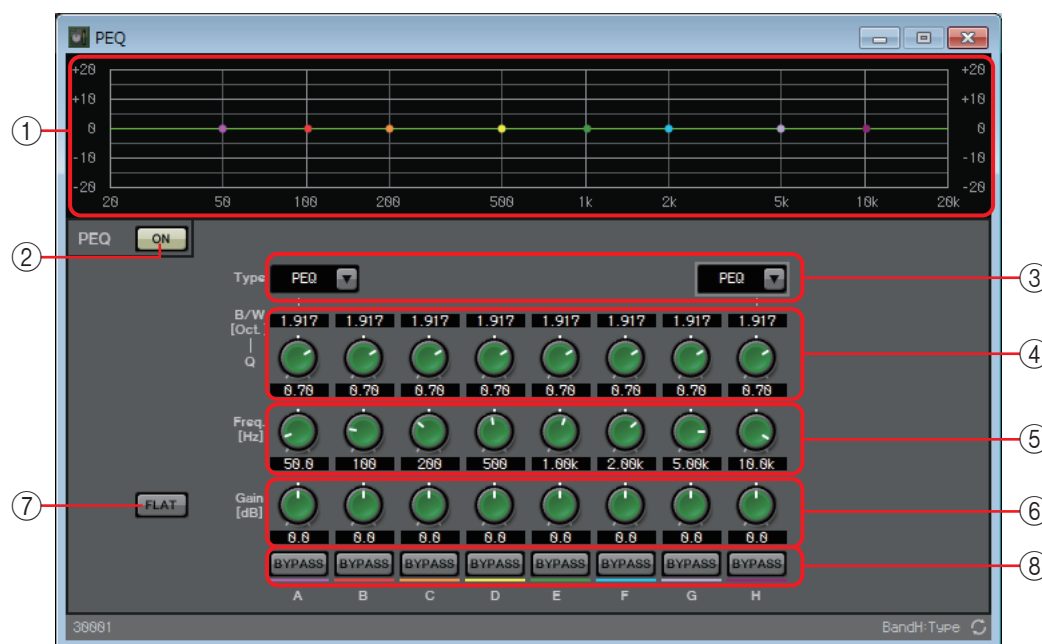 PEQ
+20 +20
+10 +10
① 0 0
-10 -10
-20 -20
20 50 100 200 500 1k 2k 5k 10k 20k
② PEQ ON
Type PEQ PEQ ③
B/W 1.917 1.917 1.917 1.917 1.917 1.917 1.917 1.917
[Oct.]
④
Q
0.70 0.70 0.70 0.70 0.70 0.70 0.70 0.70
Freq.
[Hz] ⑤
50.0 100 200 500 1.00k 2.00k 5.00k 10.0k
⑦ FLAT Gain ⑥
[dB]
0.0 0.0 0.0 0.0 0.0 0.0 0.0 0.0
BYPASS BYPASS BYPASS BYPASS BYPASS BYPASS BYPASS BYPASS ⑧
A B C D E F G H
30001 BandH:Type